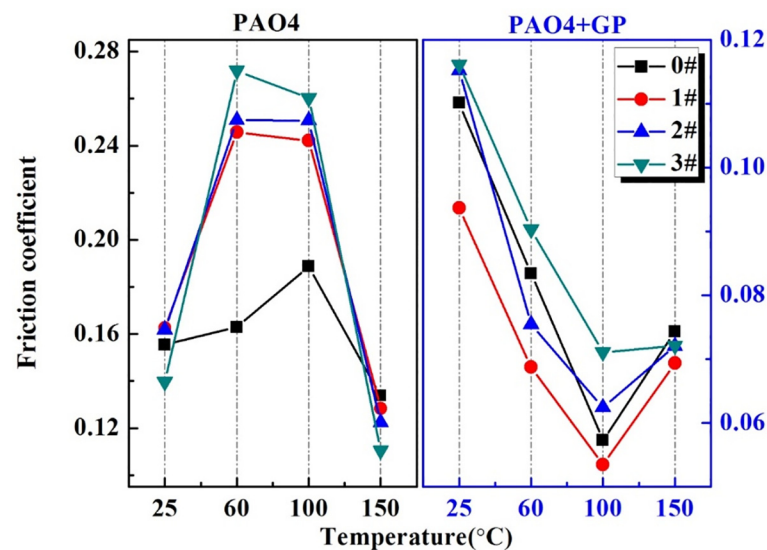 PAO4
PAO4+GP
0.28
0.24
0.20
0.16
0.12
Friction coefficient
0#
1#
2#
3#
0.12
0.10
0.08
0.06
25 60 100 150
25 60 100 150
Temperature(°C)